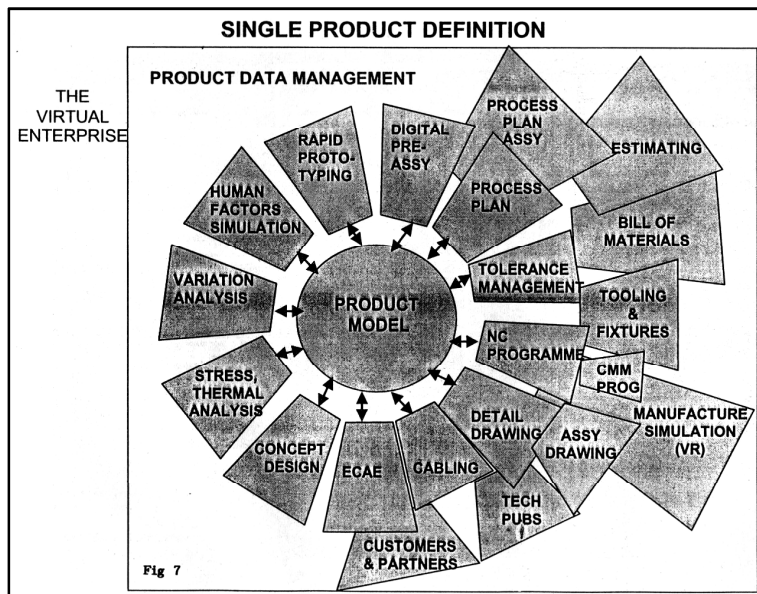 SINGLE PRODUCT DEFINITION
THE
VIRTUAL
ENTERPRISE
PRODUCT DATA MANAGEMENT
PROCESS
PLAN
ASSY
ESTIMATING
DIGITAL
PRE-
ASSY
RAPID
PROTO-
TYPING
PROCESS
PLAN
HUMAN
FACTORS
SIMULATION
BILL OF
MATERIALS
VARIATION
ANALYSIS
TOLERANCE
MANAGEMENT
PRODUCT
MODEL
TOOLING
&
FIXTURES
NC
PROGRAMME
CMM
PROG
STRESS,
THERMAL
ANALYSIS
MANUFACTURE
SIMULATION
(VR)
DETAIL
DRAWING
ASSY
DRAWING
CONCEPT
DESIGN
ECAE
CABLING
TECH
PUBS
CUSTOMERS
& PARTNERS
Fig 7